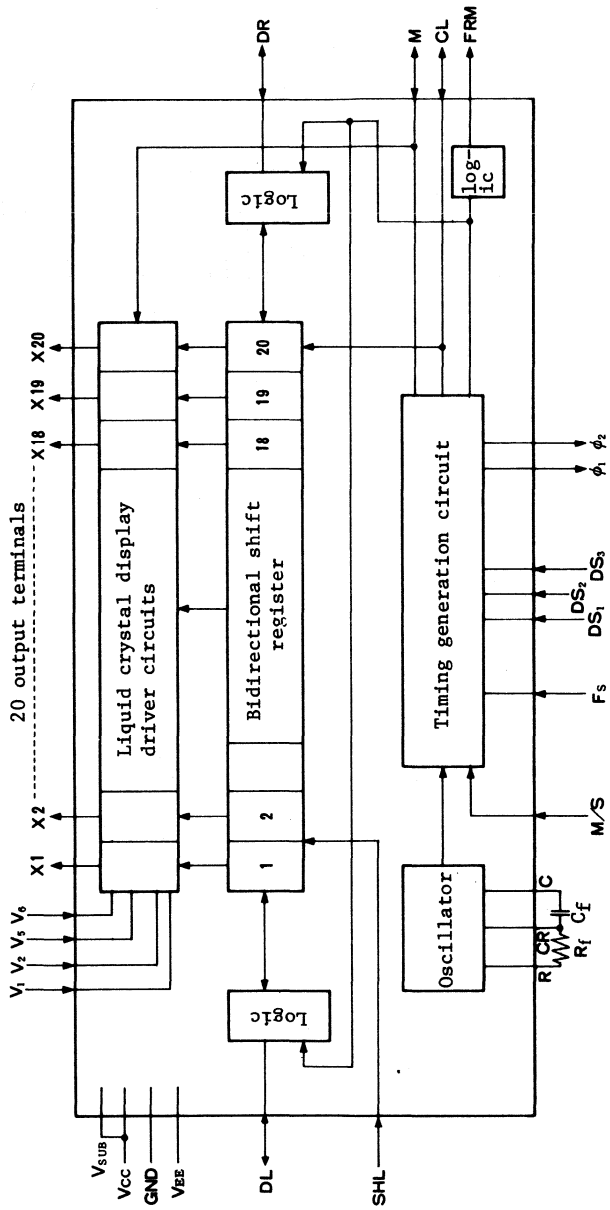 20 output terminals
X1 X2 X18 X19 X20
V₁ V₂ V₅ V₆
Liquid crystal display
driver circuits
VSUB
VCC
GND
VEE
DL
SHL
Logic
1 2
Bidirectional shift
register
18 19 20
Logic
DR
M
CL
FRM
log-
ic
Oscillator
Timing generation circuit
R CR C
Rf Cf
M/S
Fs
DS₁ DS₂ DS₃
ϕ₁ ϕ₂